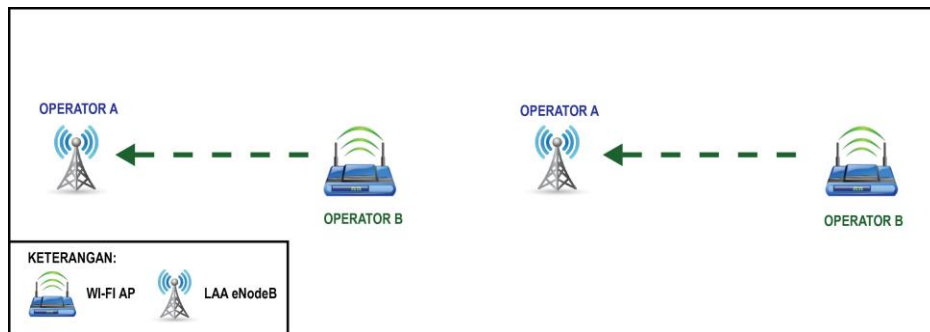 OPERATOR A
OPERATOR A
OPERATOR B
OPERATOR B
KETERANGAN:
WI-FI AP
LAA eNodeB